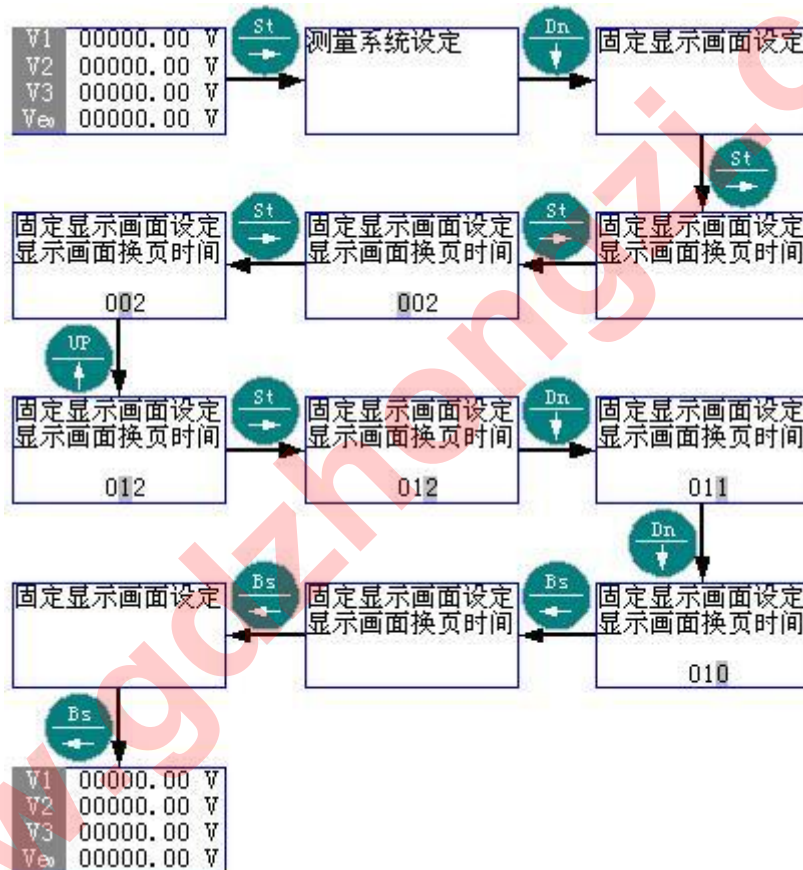 V1 00000.00 V
V2 00000.00 V
V3 00000.00 V
Veo 00000.00 V
St
测量系统设定
Dn
固定显示画面设定
St
固定显示画面设定
显示画面换页时间
St
固定显示画面设定
显示画面换页时间
002
St
固定显示画面设定
显示画面换页时间
002
UP
固定显示画面设定
显示画面换页时间
012
St
固定显示画面设定
显示画面换页时间
012
Dn
固定显示画面设定
显示画面换页时间
011
Dn
固定显示画面设定
显示画面换页时间
010
Bs
固定显示画面设定
显示画面换页时间
Bs
固定显示画面设定
Bs
V1 00000.00 V
V2 00000.00 V
V3 00000.00 V
Veo 00000.00 V
w.gdzhongzi.c